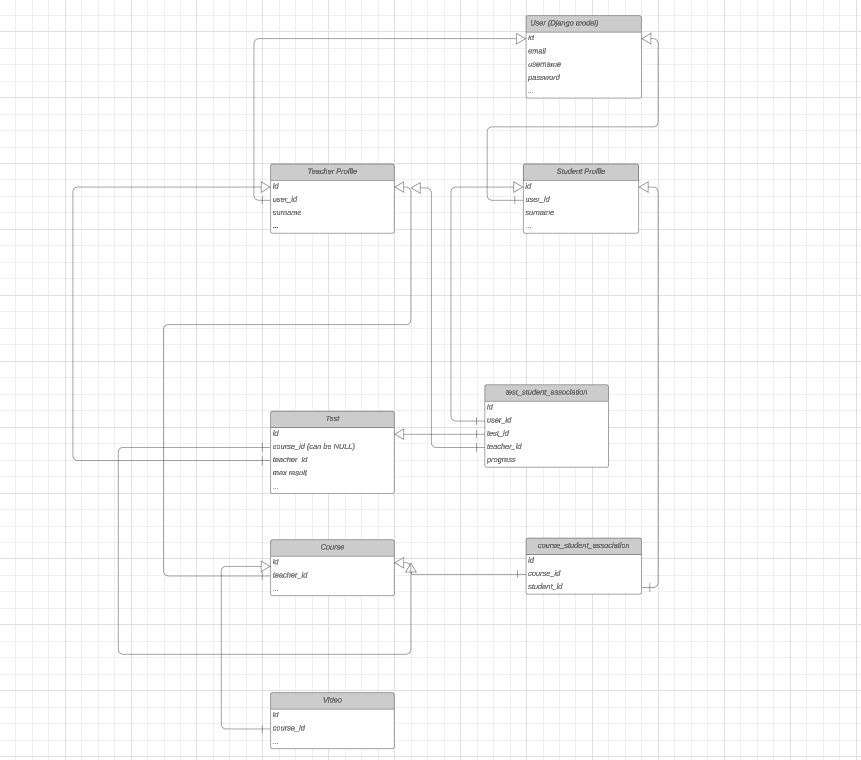 User (Django model)
id
email
username
password
...
Teacher Profile
id
user_id
surname
...
Student Profile
id
user_id
surname
...
test_student_association
id
user_id
test_id
teacher_id
progress
Test
id
course_id (can be NULL)
teacher_id
max result
...
Course
id
teacher_id
...
course_student_association
id
course_id
student_id
Video
id
course_id
...